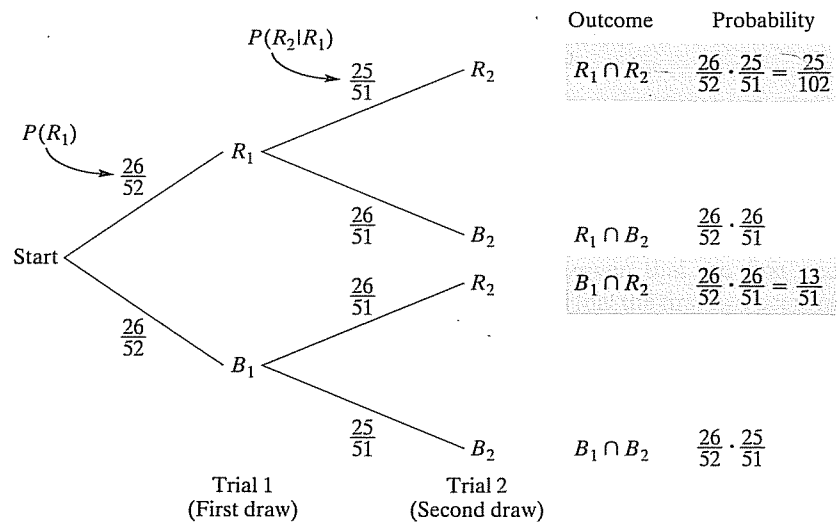 Outcome Probability
P(R₂|R₁)
25/51
R₂
R₁ ∩ R₂ 26/52 · 25/51 = 25/102
P(R₁)
26/52
R₁
26/51
B₂
R₁ ∩ B₂ 26/52 · 26/51
Start
26/51
R₂
B₁ ∩ R₂ 26/52 · 26/51 = 13/51
26/52
B₁
25/51
B₂
B₁ ∩ B₂ 26/52 · 25/51
Trial 1 Trial 2
(First draw) (Second draw)